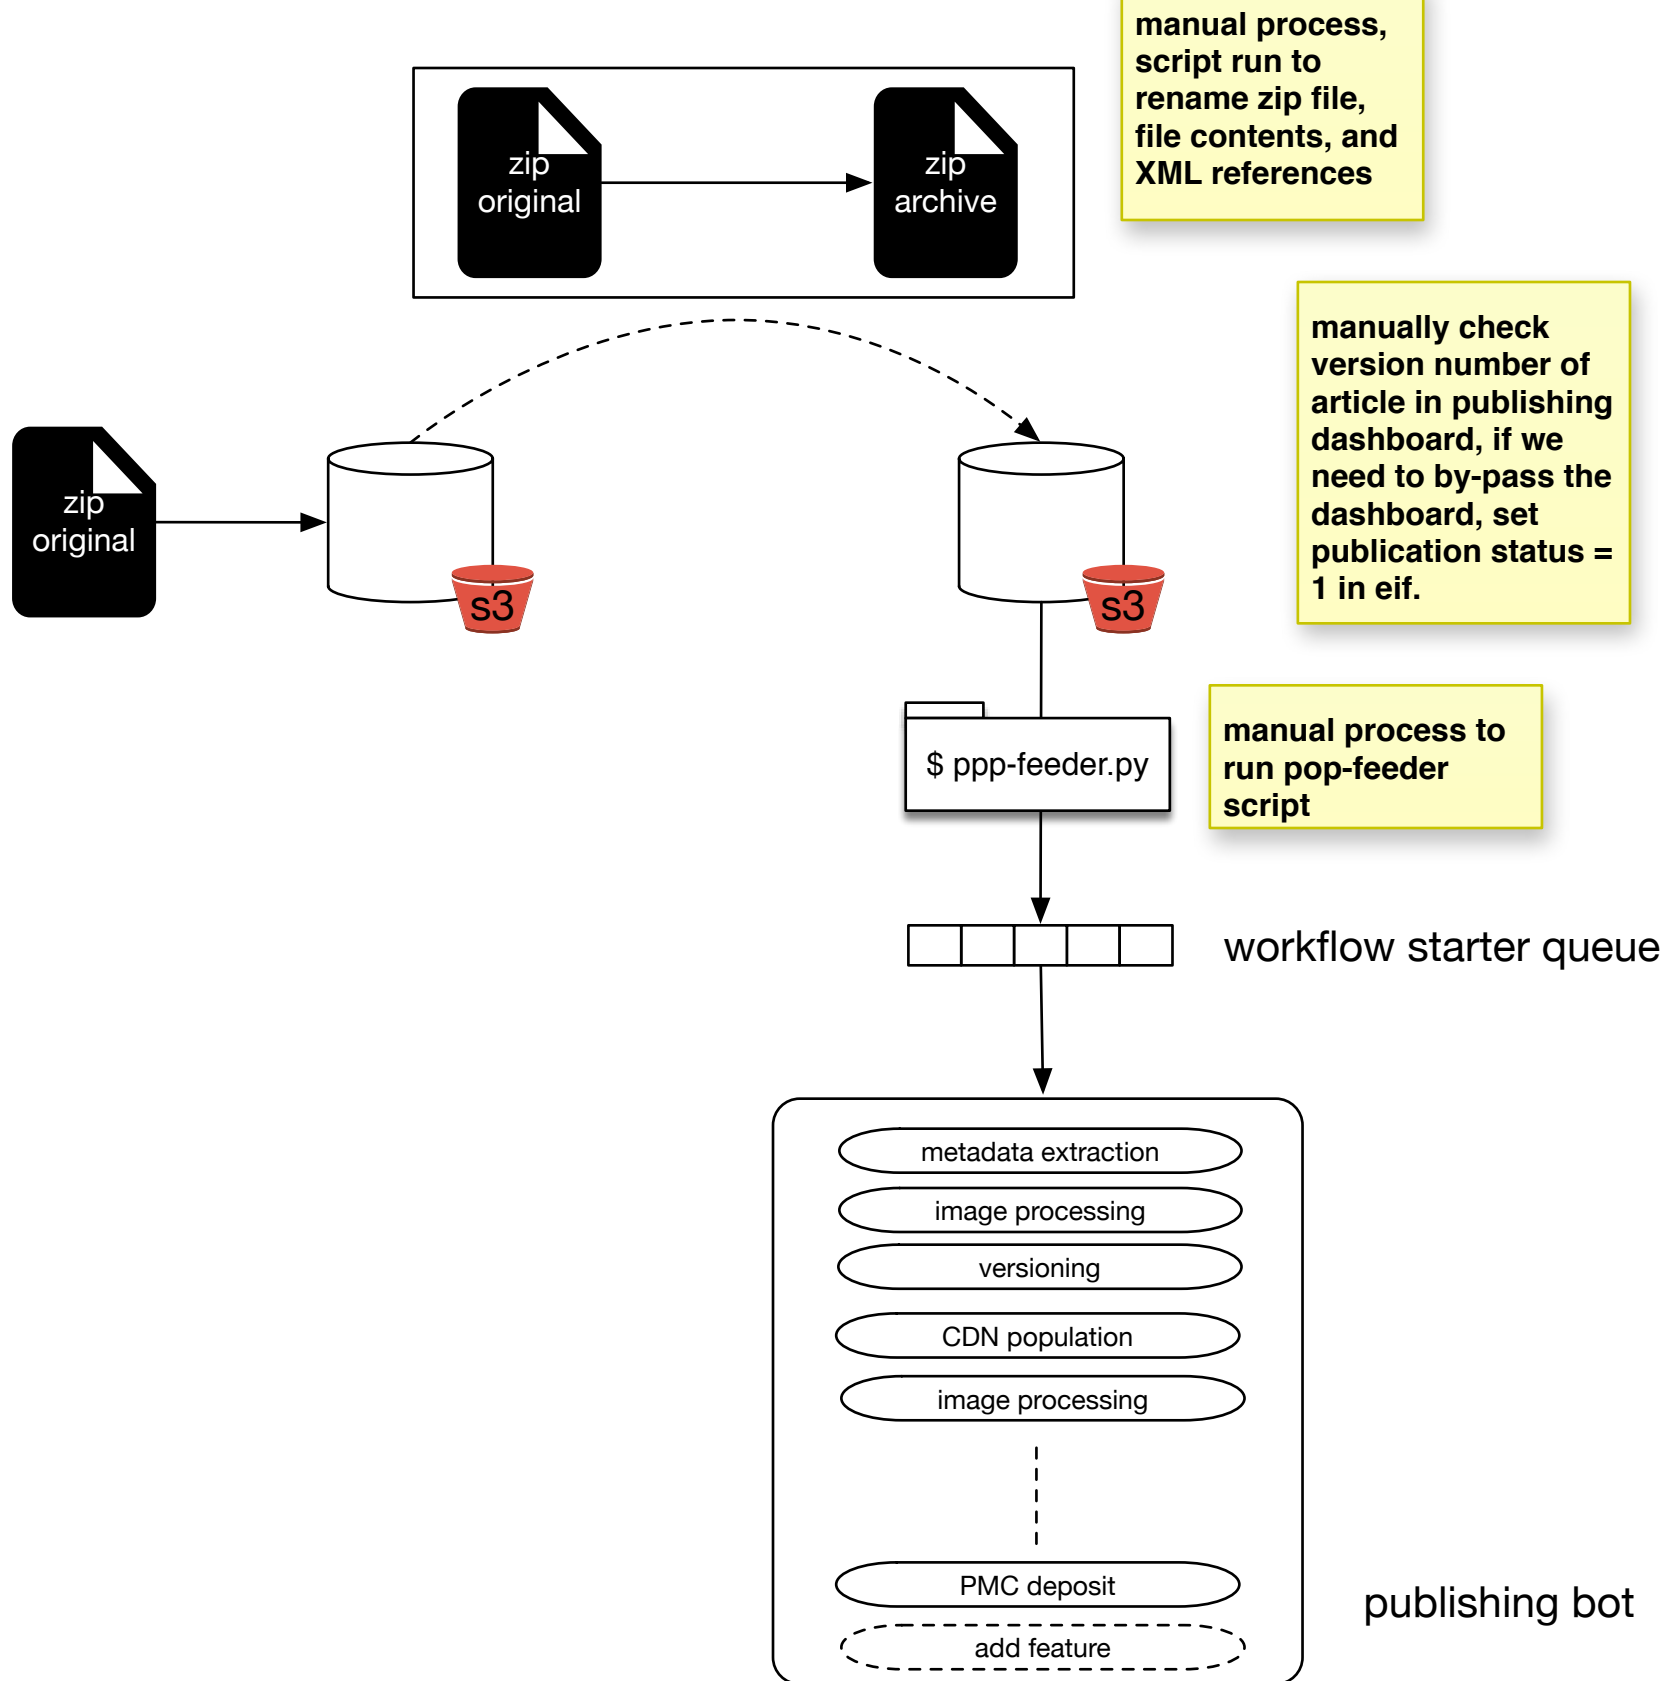 manual process,
script run to
rename zip file,
file contents, and
XML references
zip
original
zip
archive
manually check
version number of
article in publishing
dashboard, if we
need to by-pass the
dashboard, set
publication status =
1 in eif.
zip
original
s3
s3
$ ppp-feeder.py
manual process to
run pop-feeder
script
workflow starter queue
metadata extraction
image processing
versioning
CDN population
image processing
PMC deposit
add feature
publishing bot